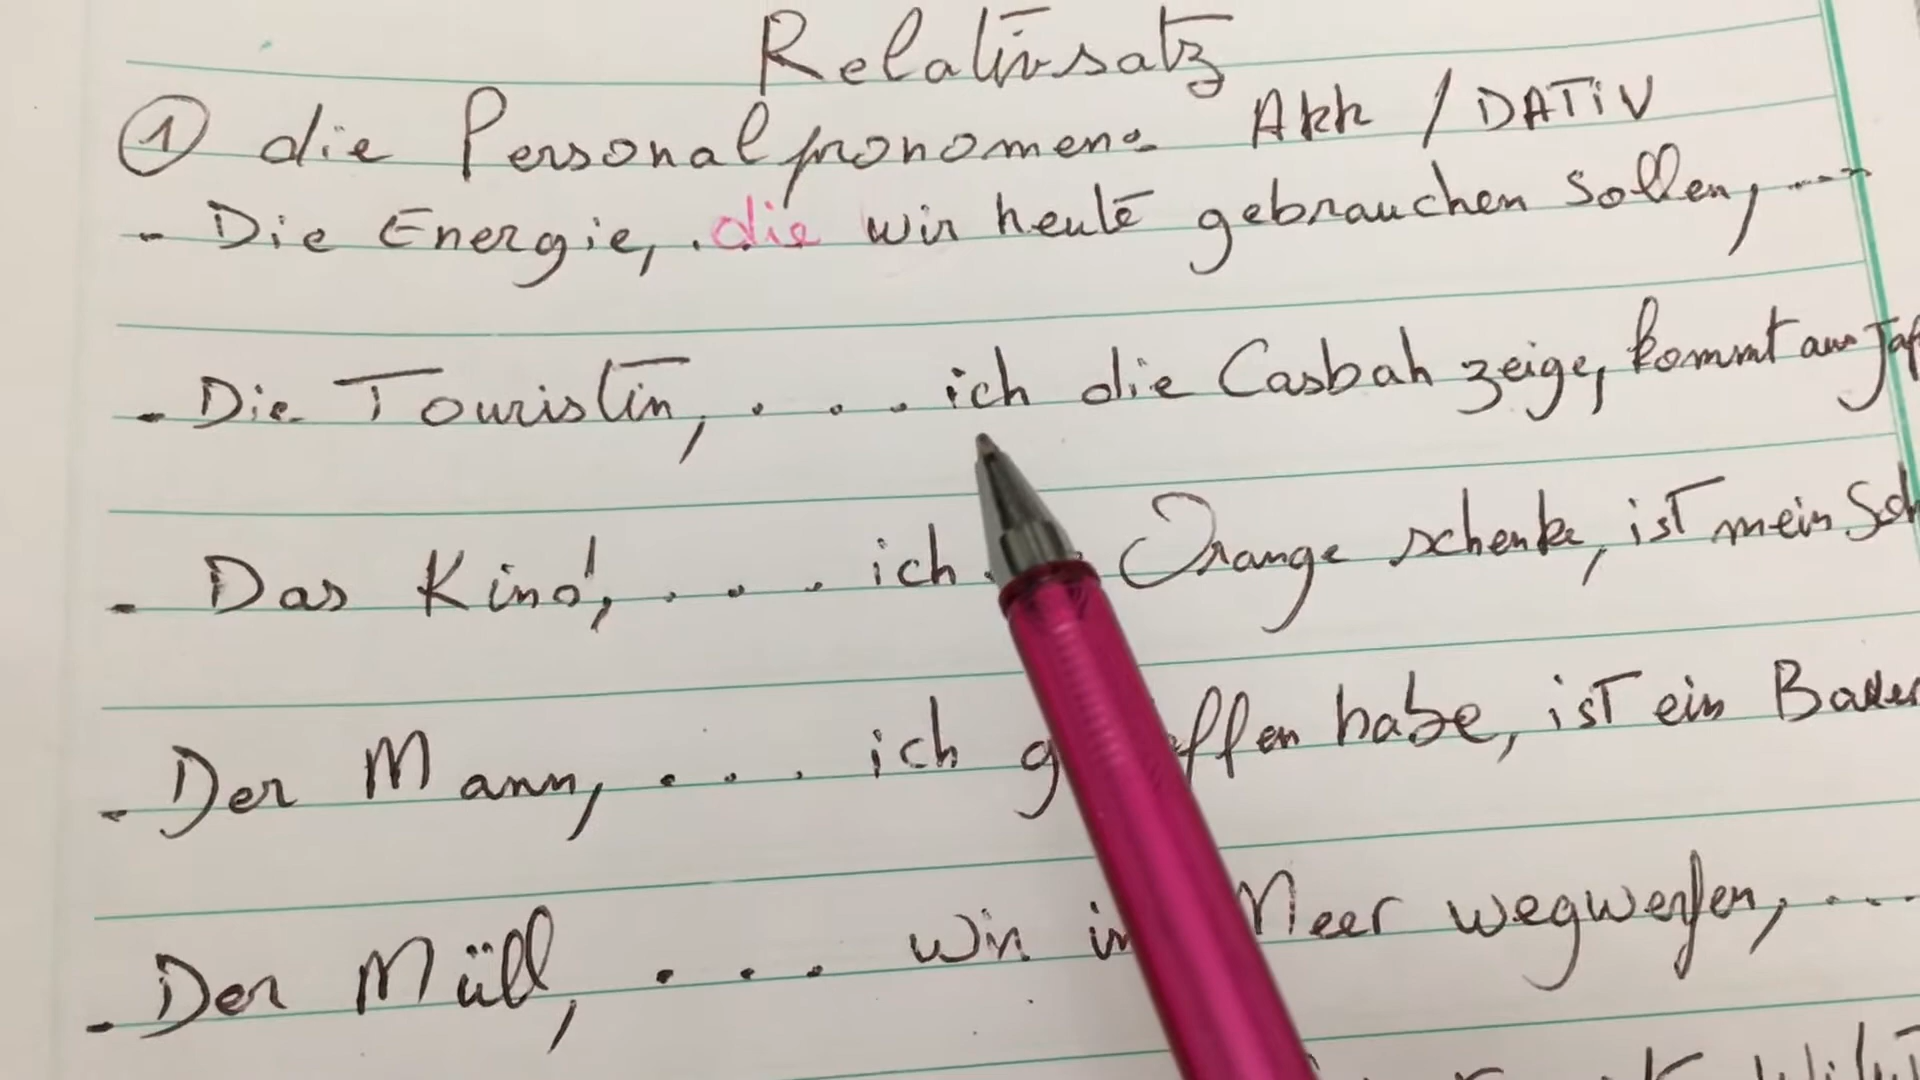 Relativsatz
① die Personalpronomen: Akk / DATiV
- Die Energie, . die wir heute gebrauchen sollen, ....
- Die Touristin, . . . ich die Casbah zeige, kommt aus
- Das Kind, . . . ich Orange schenke, ist mein
- Der Mann, . . . ich habe, ist ein
- Der Müll, . . . wir Meer wegwerfen, ....